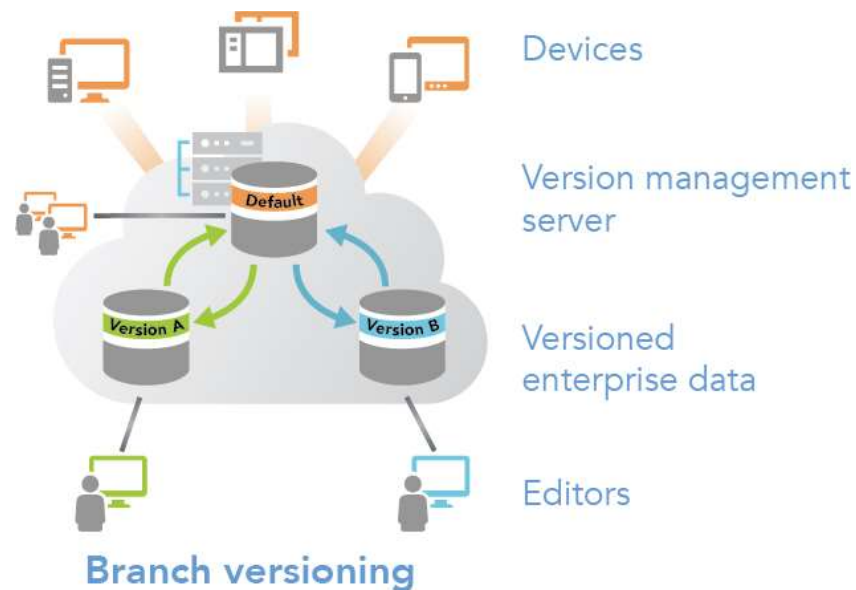 Devices
Version management
server
Default
Version A
Version B
Versioned
enterprise data
Editors
Branch versioning